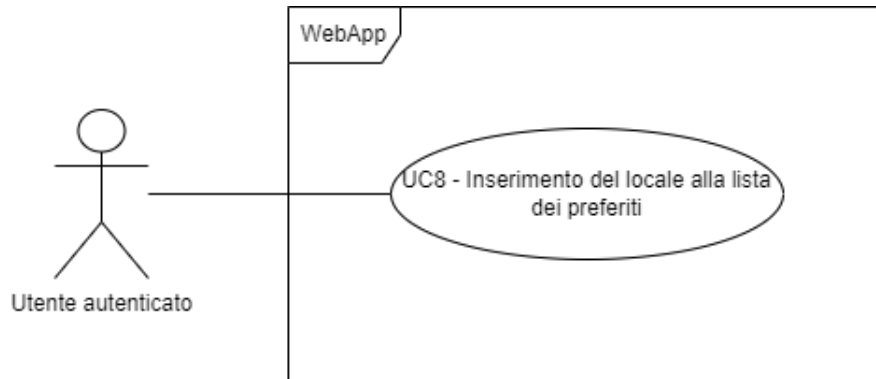 WebApp
UC8 - Inserimento del locale alla lista
dei preferiti
Utente autenticato